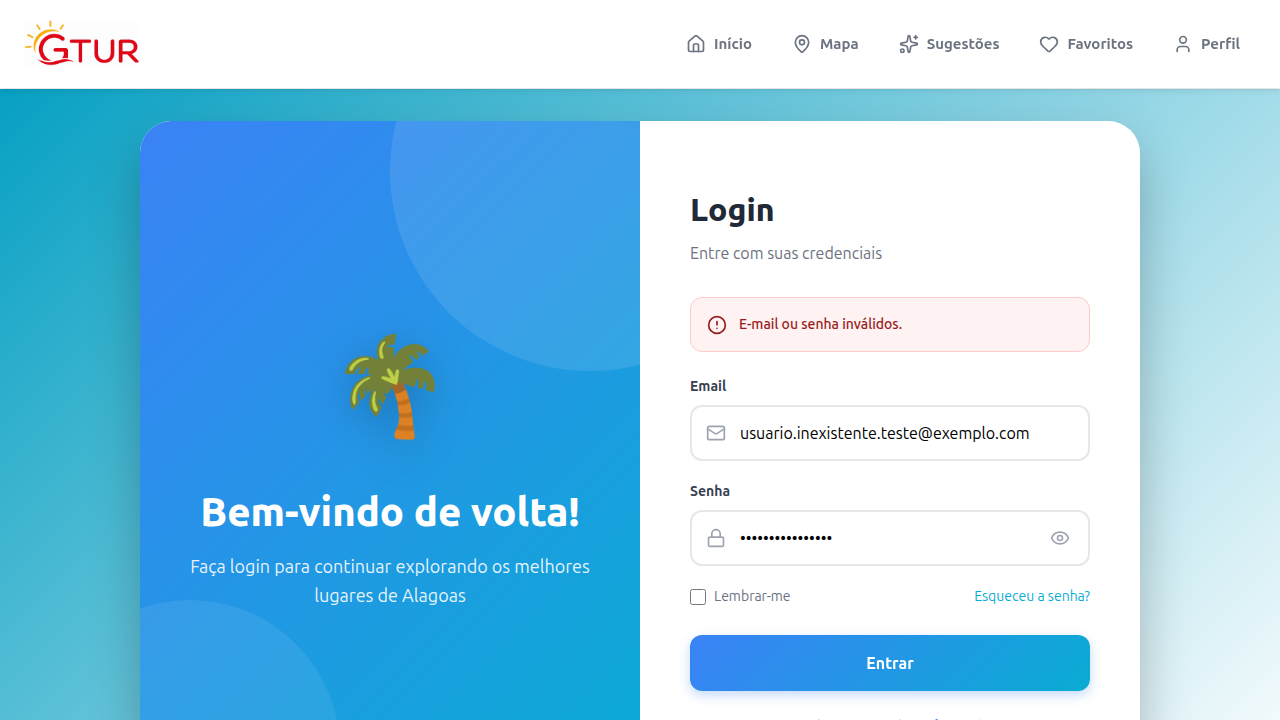 GTUR
Início
Mapa
Sugestões
Favoritos
Perfil
Bem-vindo de volta!
Faça login para continuar explorando os melhores
lugares de Alagoas
Login
Entre com suas credenciais
E-mail ou senha inválidos.
Email
usuario.inexistente.teste@exemplo.com
Senha
••••••••••••••••
Lembrar-me
Esqueceu a senha?
Entrar